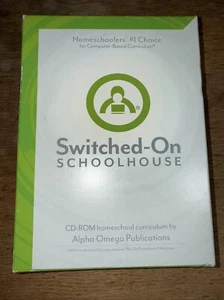 Homeschoolers' #1 Choice
for Computer-Based Curriculum*
Switched-On
SCHOOLHOUSE
CD-ROM homeschool curriculum by
Alpha Omega Publications